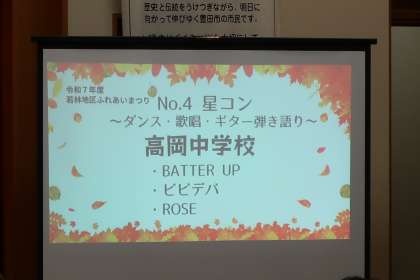 歴史と伝統をうけつぎながら、明日に
向かって伸びゆく豊田市の市民です。
令和７年度
若林地区ふれあいまつり
No.4 星コン
～ダンス・歌唱・ギター弾き語り～
高岡中学校
・BATTER UP
・ビビデバ
・ROSE